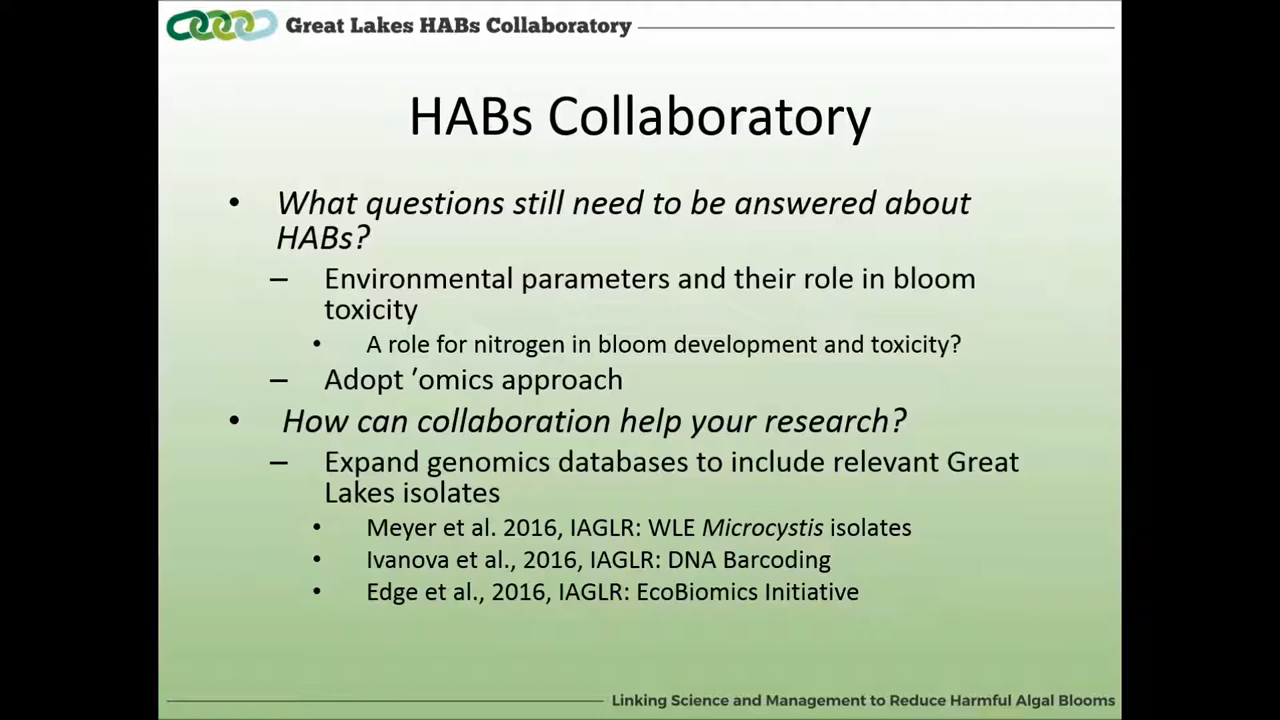 Great Lakes HABs Collaboratory
HABs Collaboratory
• What questions still need to be answered about
HABs?
– Environmental parameters and their role in bloom
toxicity
• A role for nitrogen in bloom development and toxicity?
– Adopt ’omics approach
• How can collaboration help your research?
– Expand genomics databases to include relevant Great
Lakes isolates
• Meyer et al. 2016, IAGLR: WLE Microcystis isolates
• Ivanova et al., 2016, IAGLR: DNA Barcoding
• Edge et al., 2016, IAGLR: EcoBiomics Initiative
Linking Science and Management to Reduce Harmful Algal Blooms